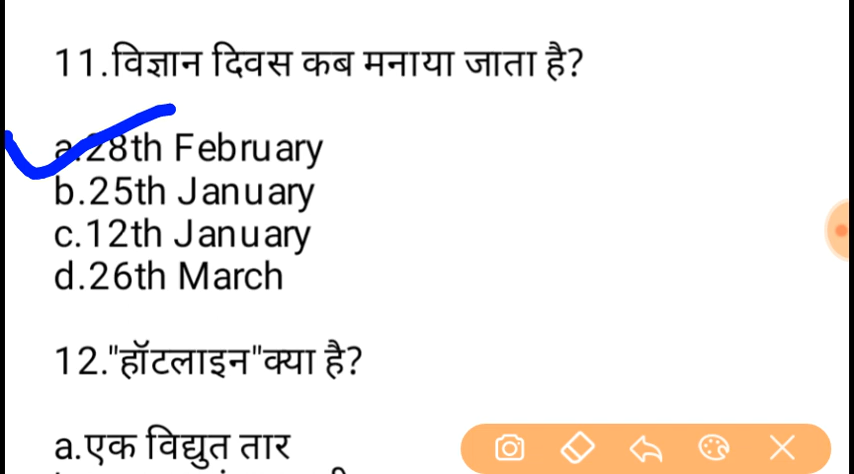 11.विज्ञान दिवस कब मनाया जाता है?
a.28th February
b.25th January
c.12th January
d.26th March
12."हॉटलाइन"क्या है?
a.एक विद्युत तार